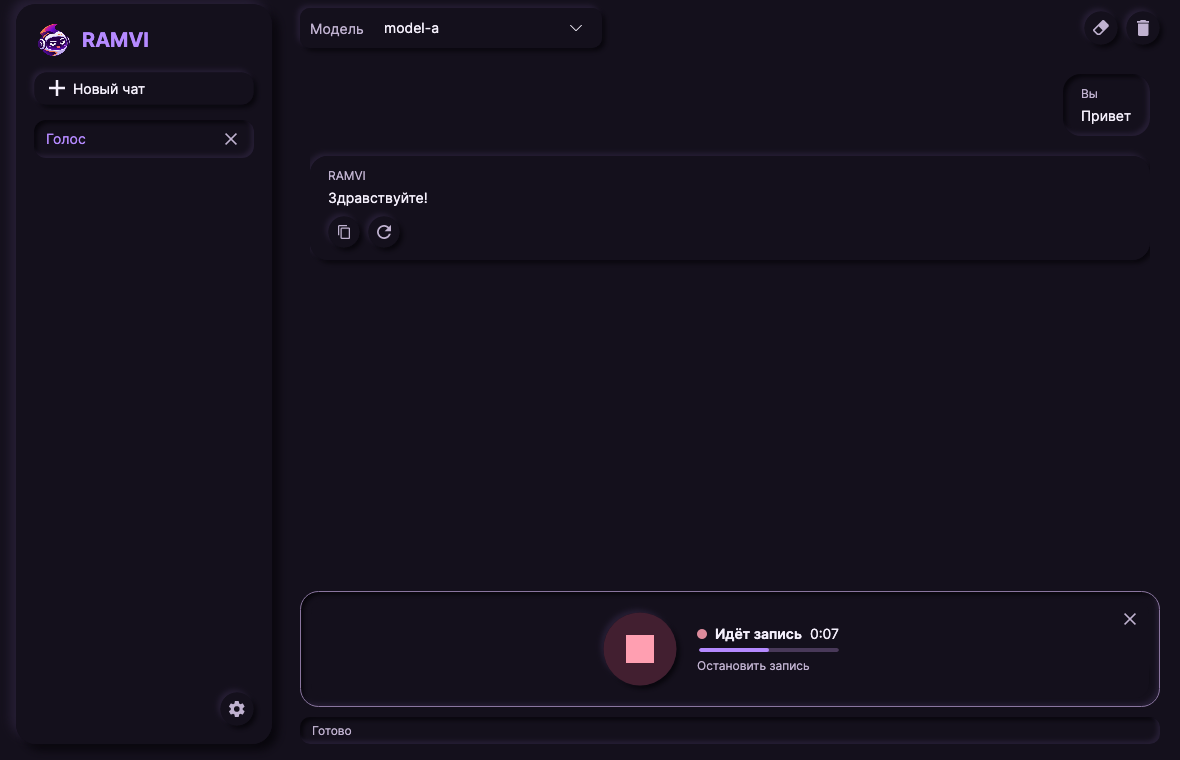 RAMVI
Новый чат
Голос
Модель model-a
Вы
Привет
RAMVI
Здравствуйте!
Идёт запись 0:07
Остановить запись
Готово